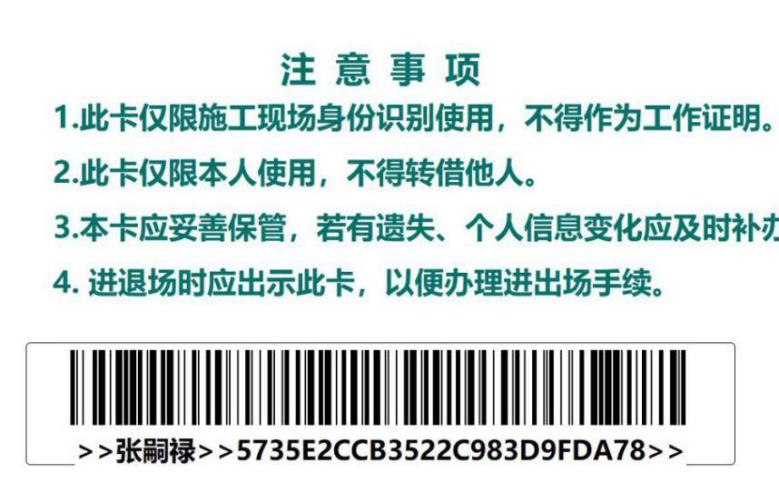 注意事项
1.此卡仅限施工现场身份识别使用，不得作为工作证明。
2.此卡仅限本人使用，不得转借他人。
3.本卡应妥善保管，若有遗失、个人信息变化应及时补办
4. 进退场时应出示此卡，以便办理进出场手续。
>>张嗣禄>>5735E2CCB3522C983D9FDA78>>